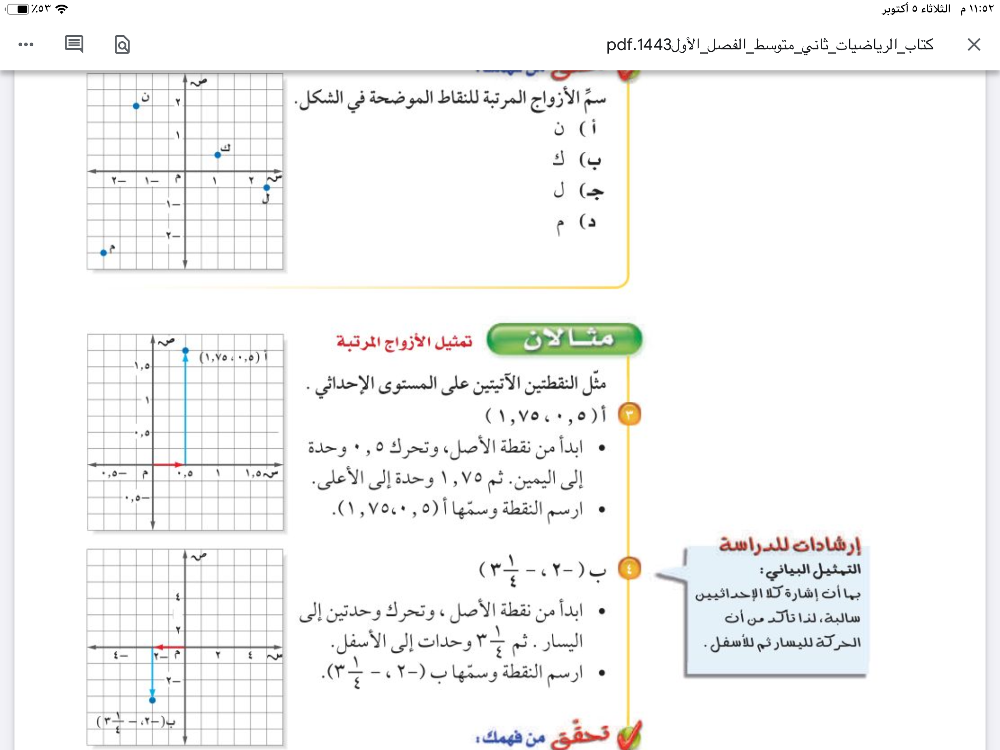 ١١:٥٢ م الثلاثاء ٥ أكتوبر
٪٥٣
كتاب_الرياضيات_ثاني_متوسط_الفصل_الأول1443.pdf
سمِّ الأزواج المرتبة للنقاط الموضحة في الشكل.
أ ) ن
ب) ك
جـ) ل
د) م
ص
ن
٢
١
ك
−٢ −١ م ١ ٢ س
ل
−١
−٢
م
مثالان تمثيل الأزواج المرتبة
مثّل النقطتين الآتيتين على المستوى الإحداثي .
٣ أ (٠,٥ ، ١,٧٥)
• ابدأ من نقطة الأصل، وتحرك ٠,٥ وحدة
إلى اليمين. ثم ١,٧٥ وحدة إلى الأعلى.
• ارسم النقطة وسمّها أ (٠,٥، ١,٧٥).
ص
أ (٠,٥ ، ١,٧٥)
١,٥
١
٠,٥
−٠,٥ م ٠,٥ ١ ١,٥ س
−٠,٥
٤ ب (−٢ ، −٣ ١/٤)
• ابدأ من نقطة الأصل ، وتحرك وحدتين إلى
اليسار . ثم ٣ ١/٤ وحدات إلى الأسفل.
• ارسم النقطة وسمّها ب (−٢ ، −٣ ١/٤).
ص
٤
٢
−٤ −٢ م ٢ ٤ س
−٢
ب(−٢، −٣ ١/٤)
إرشادات للدراسة
التمثيل البياني:
بما أن إشارة كلا الإحداثيين
سالبة، لذا تأكد من أن
الحركة لليسار ثم للأسفل .
تحقق من فهمك: